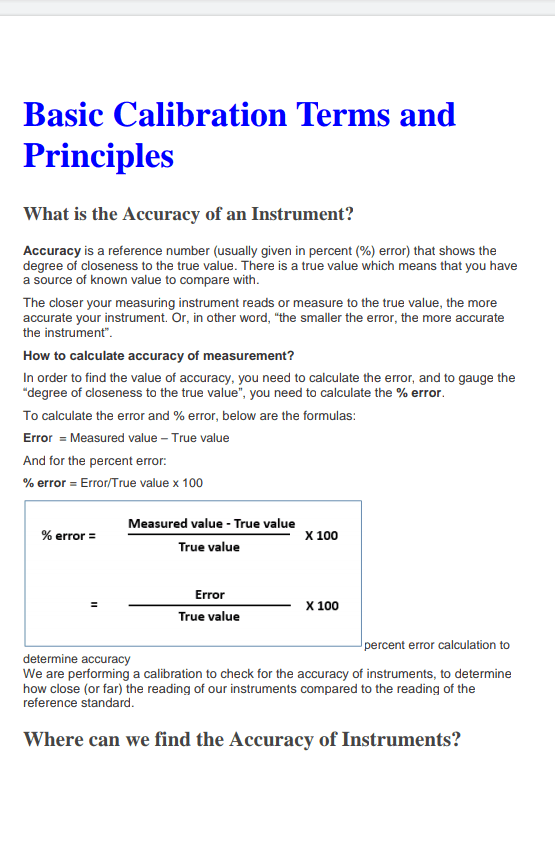 Basic Calibration Terms and
Principles
What is the Accuracy of an Instrument?
Accuracy is a reference number (usually given in percent (%) error) that shows the
degree of closeness to the true value. There is a true value which means that you have
a source of known value to compare with.
The closer your measuring instrument reads or measure to the true value, the more
accurate your instrument. Or, in other word, “the smaller the error, the more accurate
the instrument”.
How to calculate accuracy of measurement?
In order to find the value of accuracy, you need to calculate the error, and to gauge the
“degree of closeness to the true value”, you need to calculate the % error.
To calculate the error and % error, below are the formulas:
Error = Measured value – True value
And for the percent error:
% error = Error/True value x 100
Measured value - True value
% error =
X 100
True value
Error
=
X 100
True value
percent error calculation to
determine accuracy
We are performing a calibration to check for the accuracy of instruments, to determine
how close (or far) the reading of our instruments compared to the reading of the
reference standard.
Where can we find the Accuracy of Instruments?